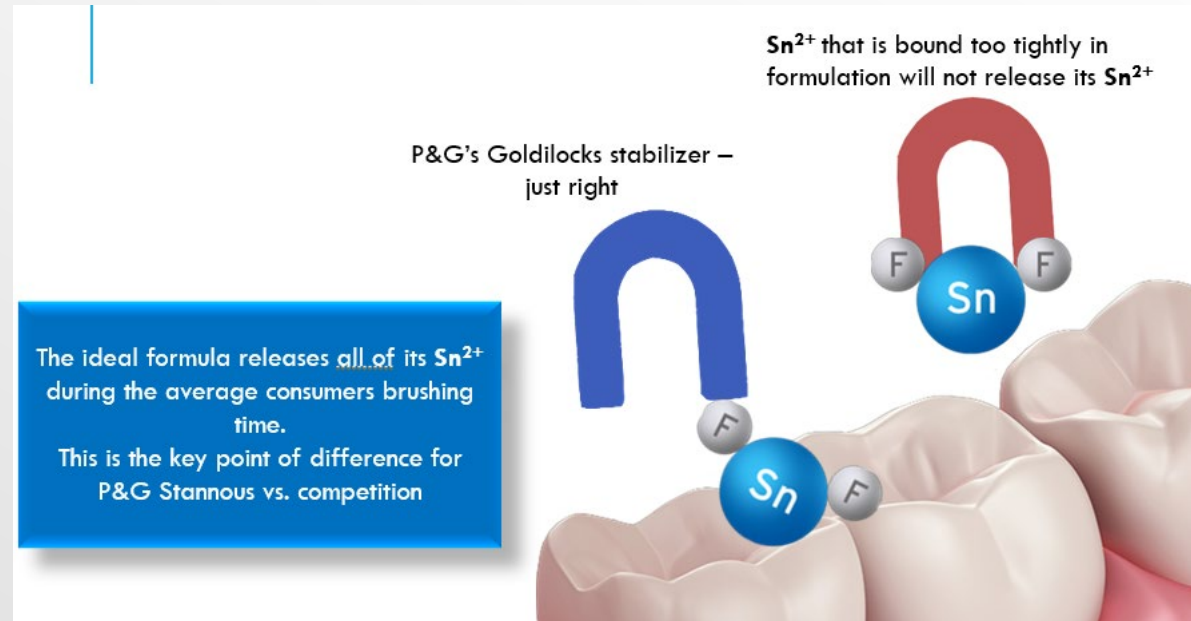 Sn²⁺ that is bound too tightly in
formulation will not release its Sn²⁺
P&G's Goldilocks stabilizer –
just right
F
F
Sn
The ideal formula releases all of its Sn²⁺
during the average consumers brushing
time.
This is the key point of difference for
P&G Stannous vs. competition
F
Sn
F